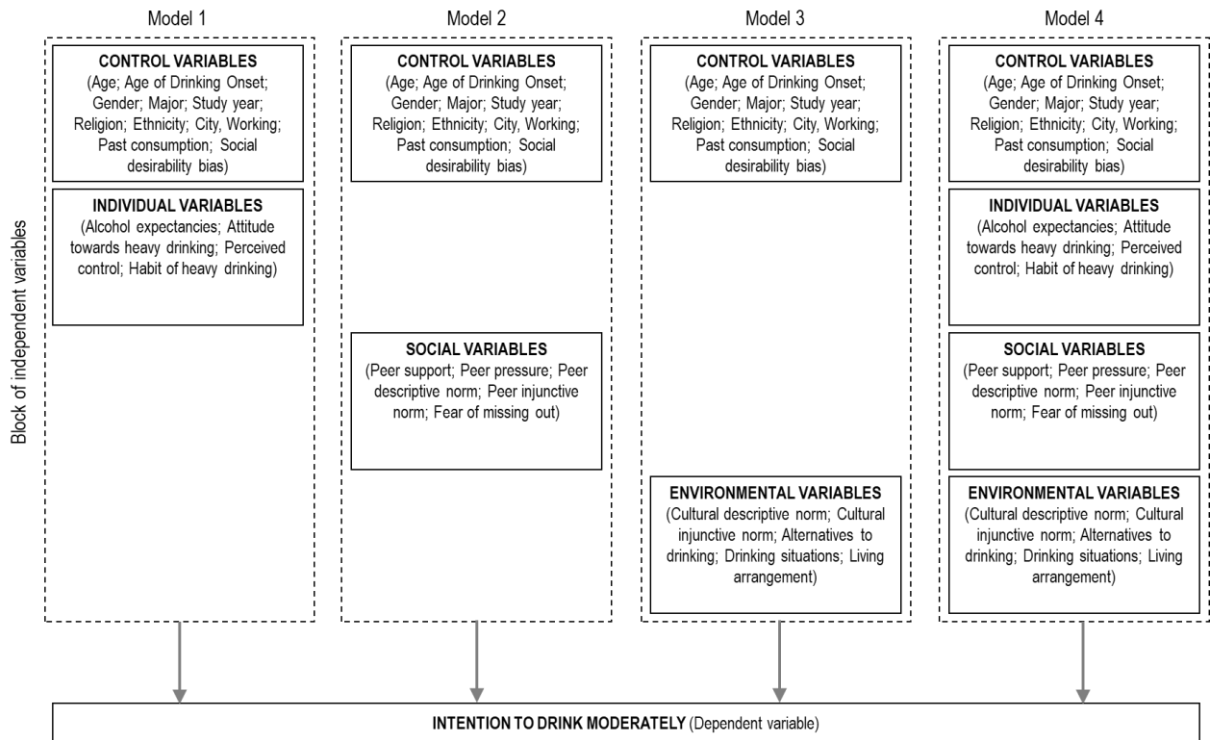 Model 1
Model 2
Model 3
Model 4
Block of independent variables
CONTROL VARIABLES
(Age; Age of Drinking Onset;
Gender; Major; Study year;
Religion; Ethnicity; City, Working;
Past consumption; Social
desirability bias)
INDIVIDUAL VARIABLES
(Alcohol expectancies; Attitude
towards heavy drinking; Perceived
control; Habit of heavy drinking)
CONTROL VARIABLES
(Age; Age of Drinking Onset;
Gender; Major; Study year;
Religion; Ethnicity; City, Working;
Past consumption; Social
desirability bias)
SOCIAL VARIABLES
(Peer support; Peer pressure; Peer
descriptive norm; Peer injunctive
norm; Fear of missing out)
CONTROL VARIABLES
(Age; Age of Drinking Onset;
Gender; Major; Study year;
Religion; Ethnicity; City, Working;
Past consumption; Social
desirability bias)
ENVIRONMENTAL VARIABLES
(Cultural descriptive norm; Cultural
injunctive norm; Alternatives to
drinking; Drinking situations; Living
arrangement)
CONTROL VARIABLES
(Age; Age of Drinking Onset;
Gender; Major; Study year;
Religion; Ethnicity; City, Working;
Past consumption; Social
desirability bias)
INDIVIDUAL VARIABLES
(Alcohol expectancies; Attitude
towards heavy drinking; Perceived
control; Habit of heavy drinking)
SOCIAL VARIABLES
(Peer support; Peer pressure; Peer
descriptive norm; Peer injunctive
norm; Fear of missing out)
ENVIRONMENTAL VARIABLES
(Cultural descriptive norm; Cultural
injunctive norm; Alternatives to
drinking; Drinking situations; Living
arrangement)
INTENTION TO DRINK MODERATELY (Dependent variable)